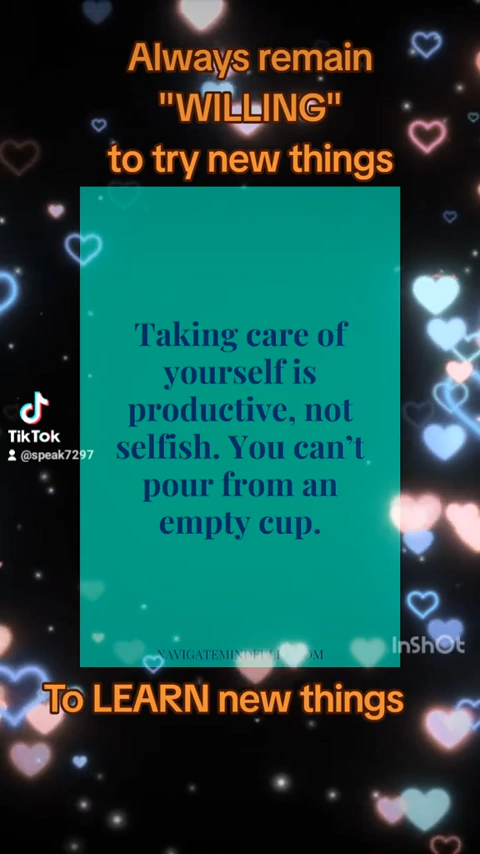 Always remain
"WILLING"
to try new things
Taking care of
yourself is
productive, not
selfish. You can't
pour from an
empty cup.
TikTok
@speak7297
InShOt
To LEARN new things